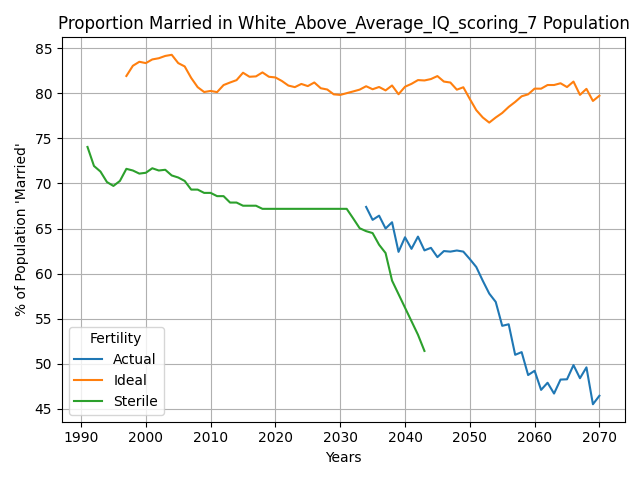 Proportion Married in White_Above_Average_IQ_scoring_7 Population
85
80
75
70
65
60
55
50
45
% of Population 'Married'
Fertility
Actual
Ideal
Sterile
1990 2000 2010 2020 2030 2040 2050 2060 2070
Years